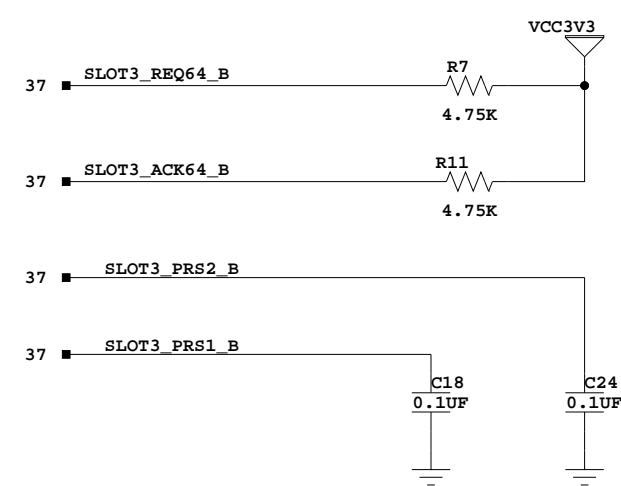 VCC3V3
37 SLOT3_REQ64_B R7
4.75K
37 SLOT3_ACK64_B R11
4.75K
37 SLOT3_PRS2_B
37 SLOT3_PRS1_B
C18 C24
0.1UF 0.1UF